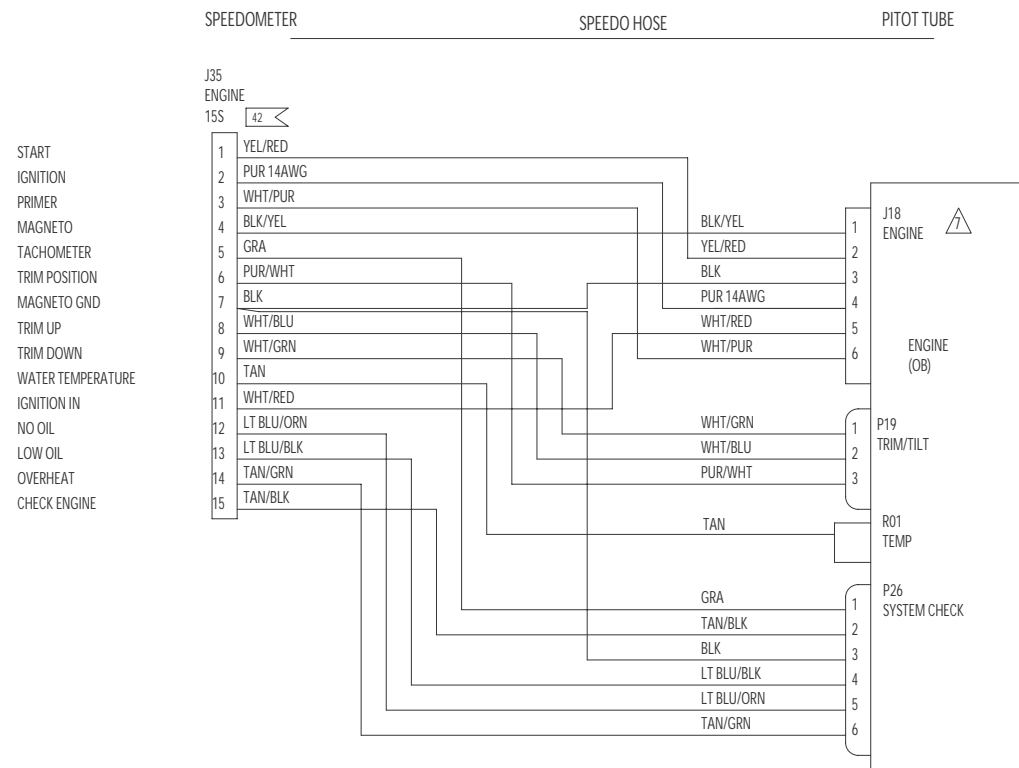 SPEEDOMETER SPEEDO HOSE PITOT TUBE
J35
ENGINE
15S 42
START 1 YEL/RED
IGNITION 2 PUR 14AWG
PRIMER 3 WHT/PUR
MAGNETO 4 BLK/YEL
TACHOMETER 5 GRA
TRIM POSITION 6 PUR/WHT
MAGNETO GND 7 BLK
TRIM UP 8 WHT/BLU
TRIM DOWN 9 WHT/GRN
WATER TEMPERATURE 10 TAN
IGNITION IN 11 WHT/RED
NO OIL 12 LT BLU/ORN
LOW OIL 13 LT BLU/BLK
OVERHEAT 14 TAN/GRN
CHECK ENGINE 15 TAN/BLK
J18
ENGINE 7
BLK/YEL 1
YEL/RED 2
BLK 3
PUR 14AWG 4
WHT/RED 5
WHT/PUR 6
ENGINE
(OB)
P19
TRIM/TILT
WHT/GRN 1
WHT/BLU 2
PUR/WHT 3
TAN
R01
TEMP
P26
SYSTEM CHECK
GRA 1
TAN/BLK 2
BLK 3
LT BLU/BLK 4
LT BLU/ORN 5
TAN/GRN 6